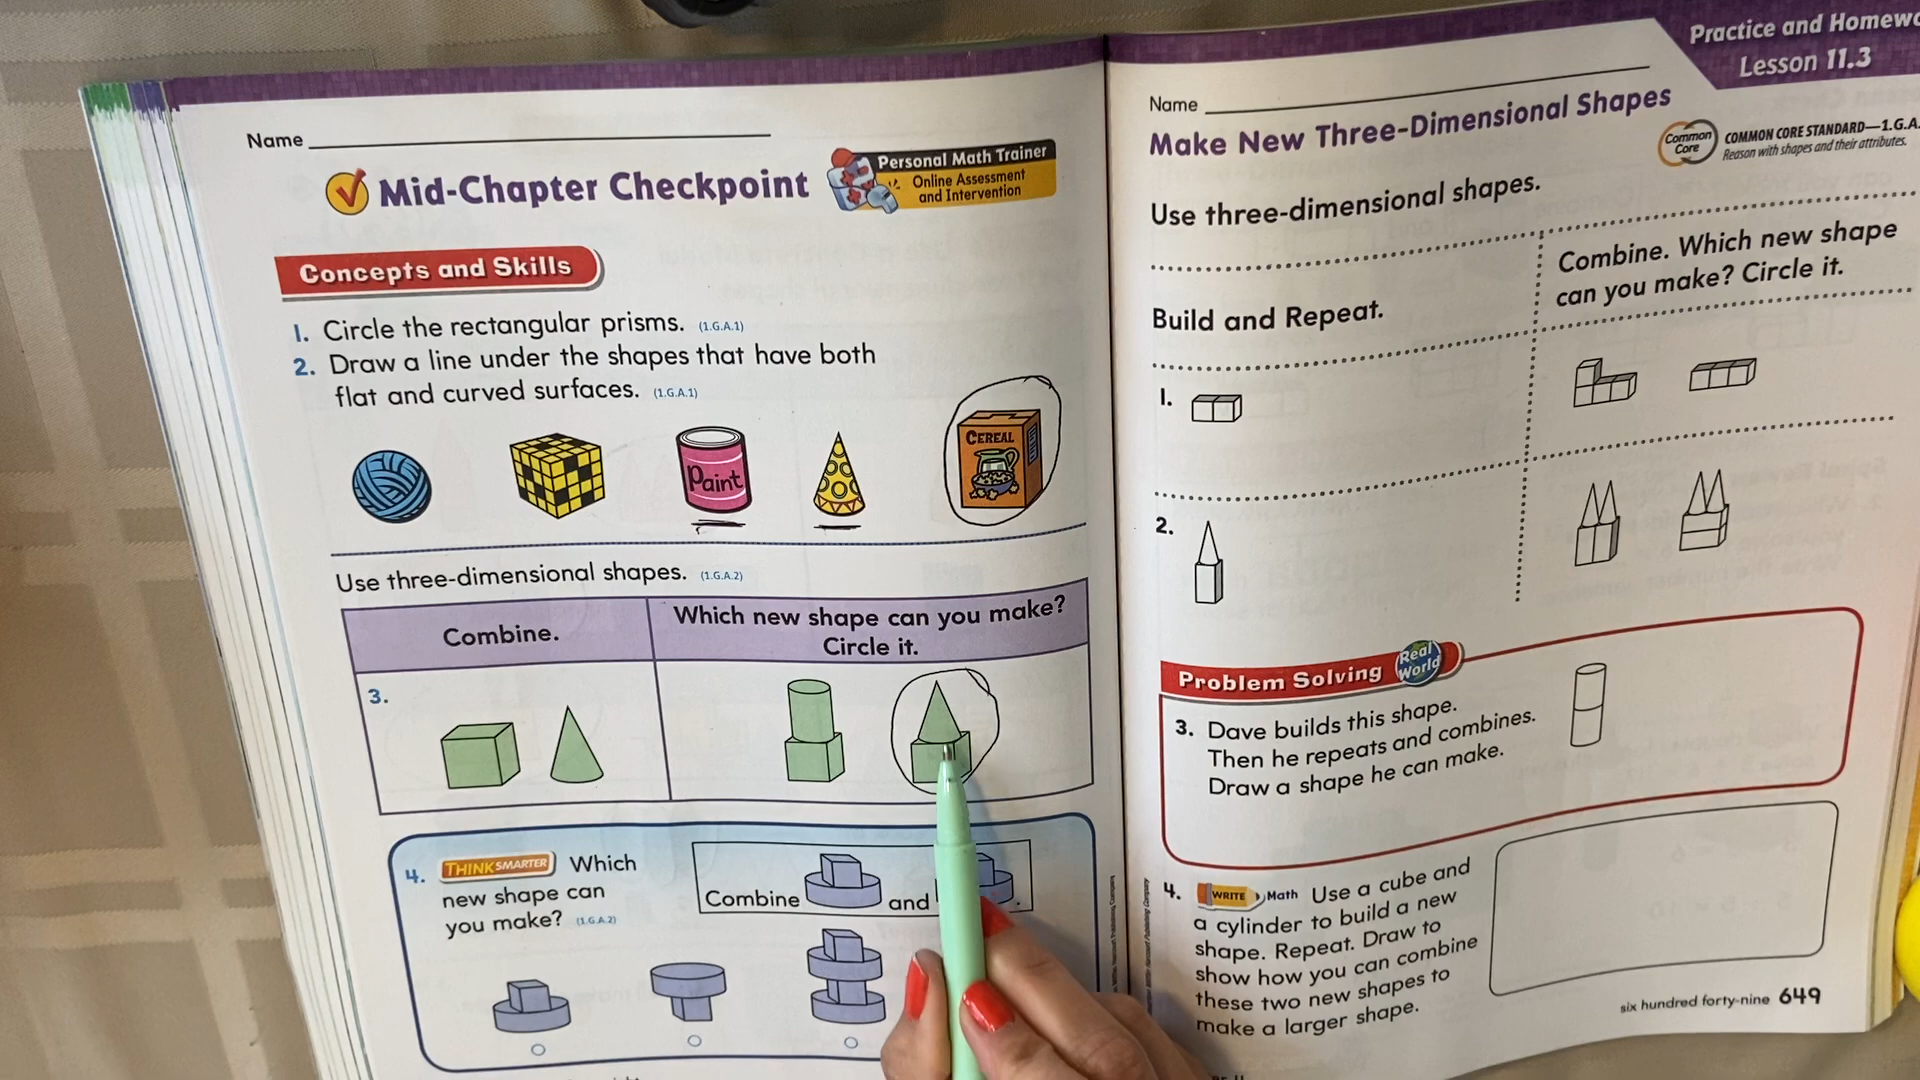 Name
Mid-Chapter Checkpoint
Personal Math Trainer
Online Assessment
and Intervention
Concepts and Skills
1. Circle the rectangular prisms. (1.G.A.1)
2. Draw a line under the shapes that have both
flat and curved surfaces. (1.G.A.1)
Paint
CEREAL
Use three-dimensional shapes. (1.G.A.2)
Combine.
Which new shape can you make?
Circle it.
3.
4. THINK SMARTER Which
new shape can
you make? (1.G.A.2)
Combine and .
Practice and Homewo
Lesson 11.3
Name
Make New Three-Dimensional Shapes
Common
Core
COMMON CORE STANDARD—1.G.A.
Reason with shapes and their attributes.
Use three-dimensional shapes.
Build and Repeat.
Combine. Which new shape
can you make? Circle it.
1.
2.
Problem Solving Real
World
3. Dave builds this shape.
Then he repeats and combines.
Draw a shape he can make.
4. WRITE Math Use a cube and
a cylinder to build a new
shape. Repeat. Draw to
show how you can combine
these two new shapes to
make a larger shape.
six hundred forty-nine 649